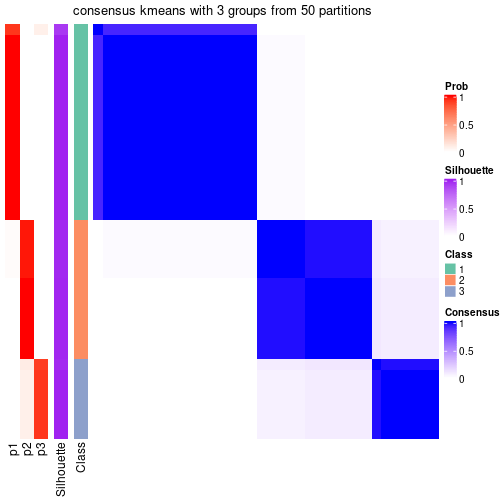 consensus kmeans with 3 groups from 50 partitions
Prob
1
0.5
0
Silhouette
1
0.5
0
Class
1
2
3
Consensus
1
0.5
0
p1
p2
p3
Silhouette
Class